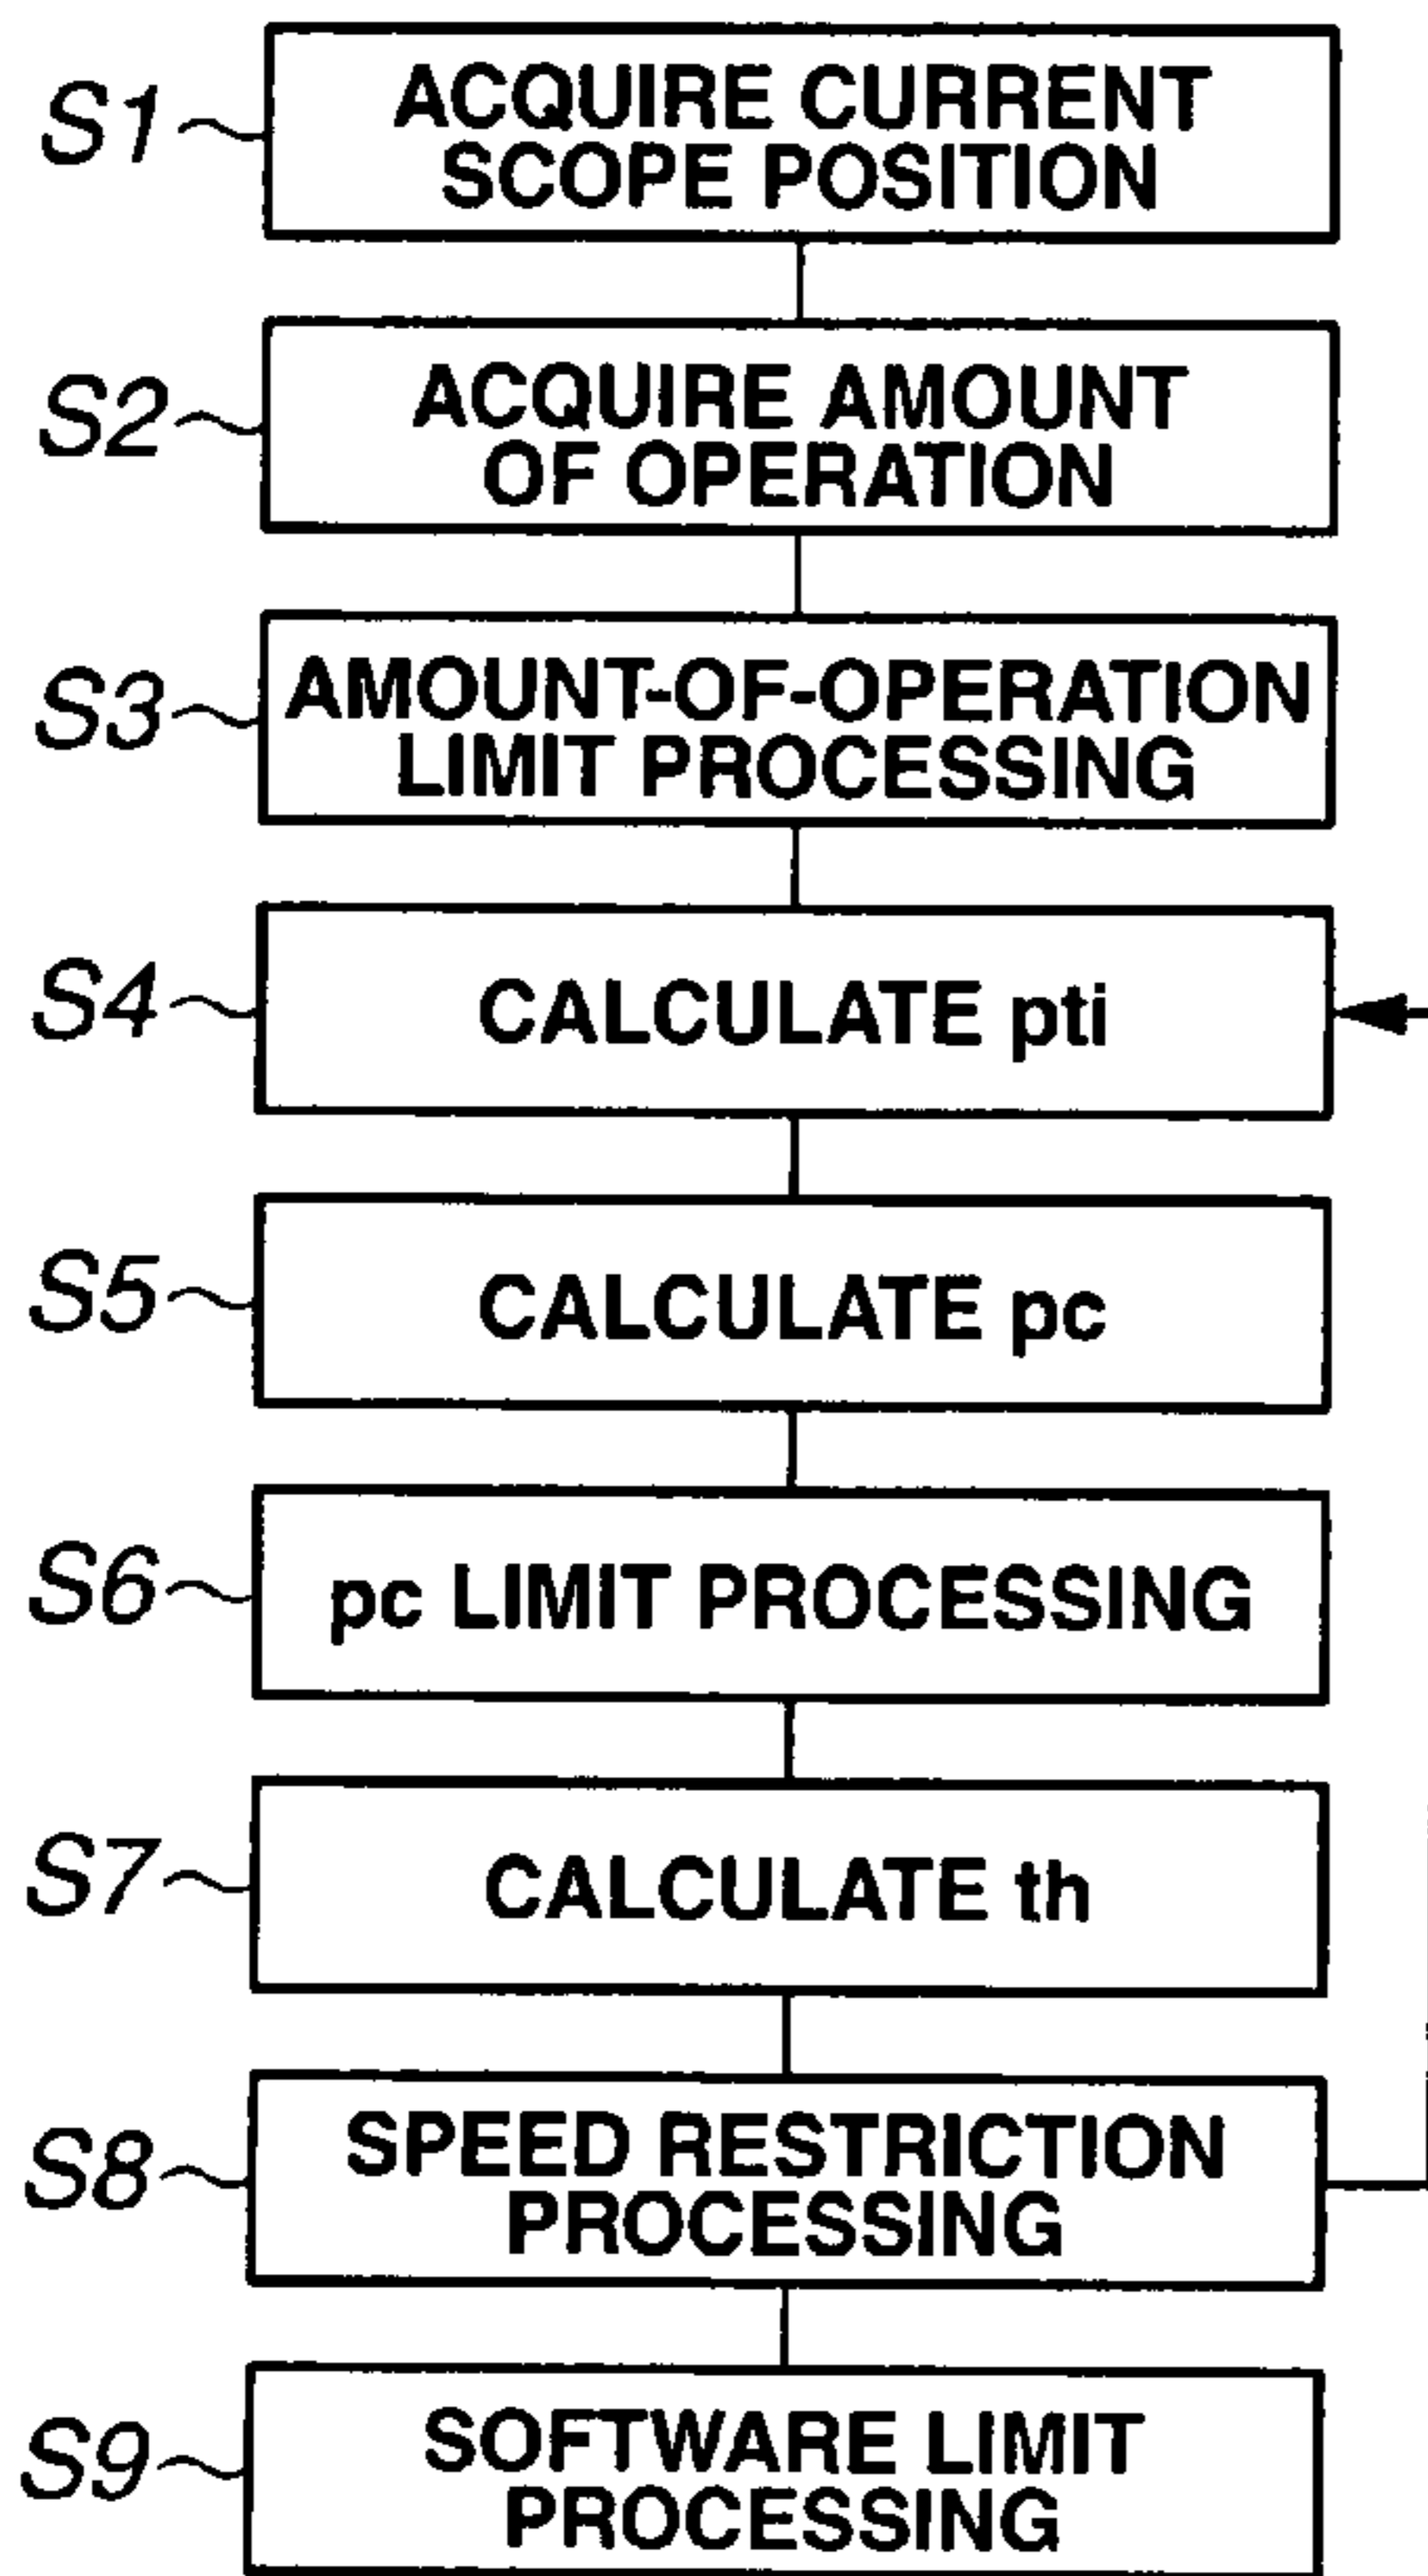 S1
ACQUIRE CURRENT
SCOPE POSITION
S2
ACQUIRE AMOUNT
OF OPERATION
S3
AMOUNT-OF-OPERATION
LIMIT PROCESSING
S4
CALCULATE pti
S5
CALCULATE pc
S6
pc LIMIT PROCESSING
S7
CALCULATE th
S8
SPEED RESTRICTION
PROCESSING
S9
SOFTWARE LIMIT
PROCESSING